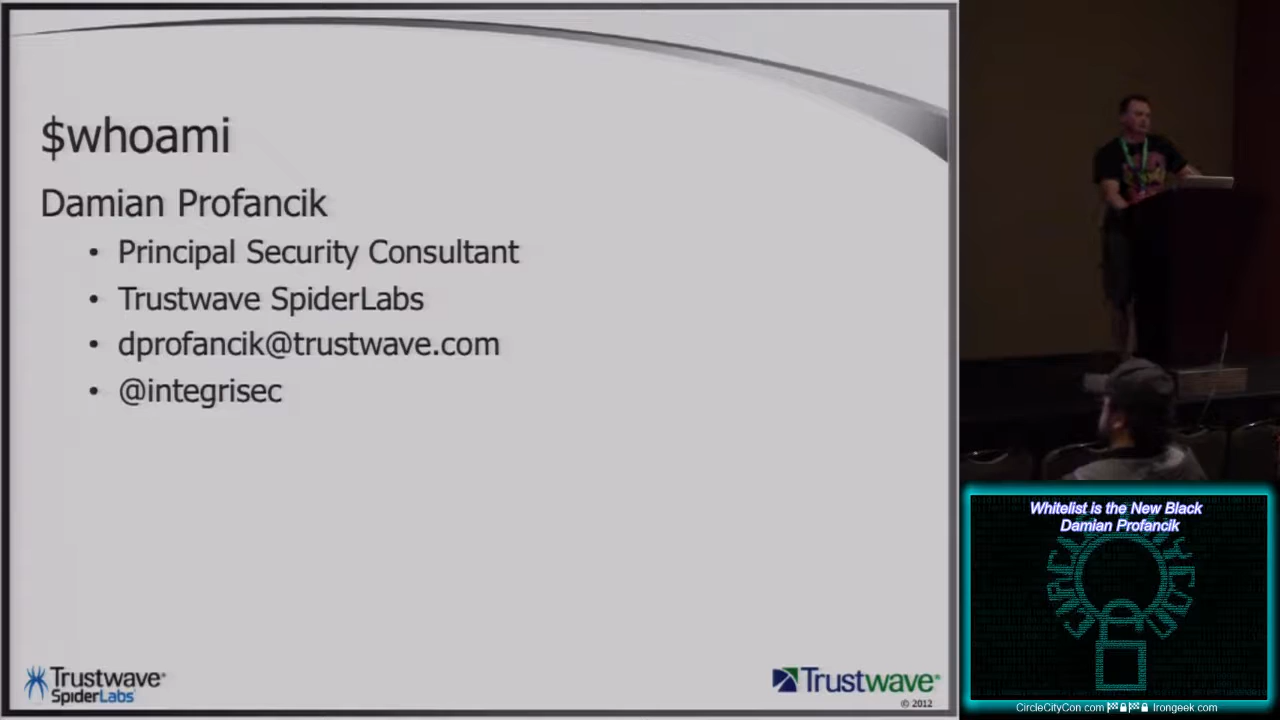 $whoami
Damian Profancik
• Principal Security Consultant
• Trustwave SpiderLabs
• dprofancik@trustwave.com
• @integrisec
Trustwave®
SpiderLabs®
Trustwave®
© 2012
Whitelist is the New Black
Damian Profancik
CircleCityCon.com Irongeek.com